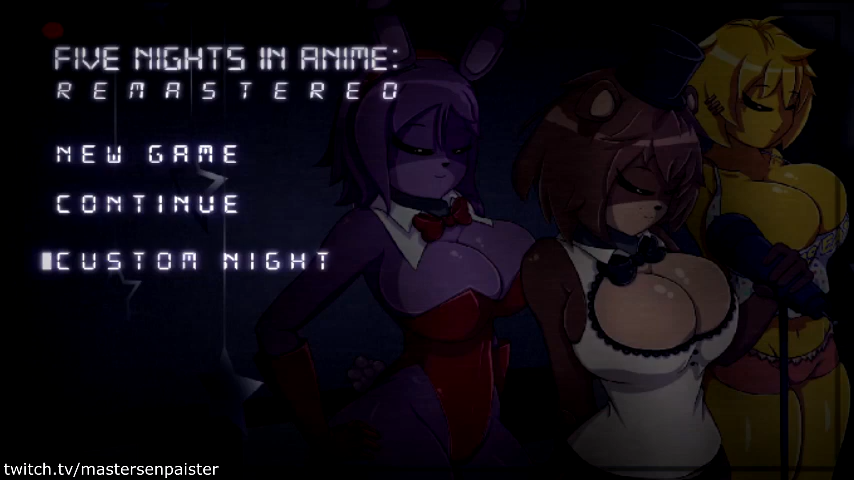 FIVE NIGHTS IN ANIME:
REMASTERED
NEW GAME
CONTINUE
CUSTOM NIGHT
twitch.tv/mastersenpaister